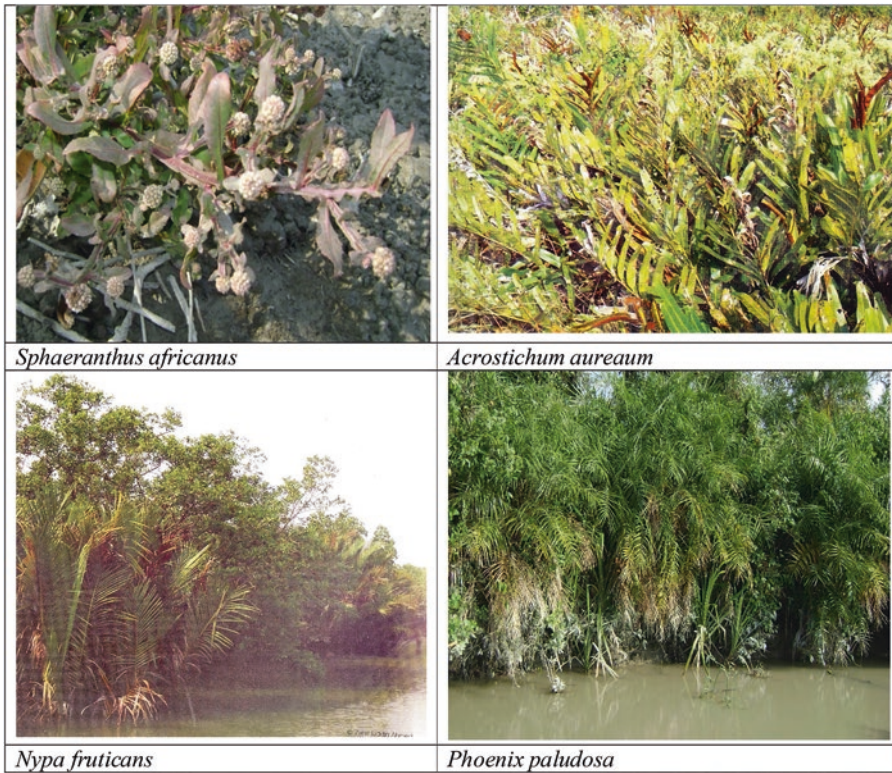 Sphaeranthus africanus
Acrostichum aureaum
Nypa fruticans
Phoenix paludosa